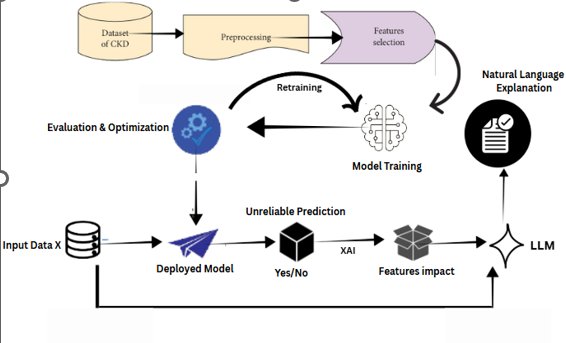 Dataset
of CKD
Preprocessing
Features
selection
Natural Language
Explanation
Retraining
Evaluation & Optimization
Model Training
Unreliable Prediction
Input Data X
Deployed Model
Yes/No
XAI
Features impact
LLM